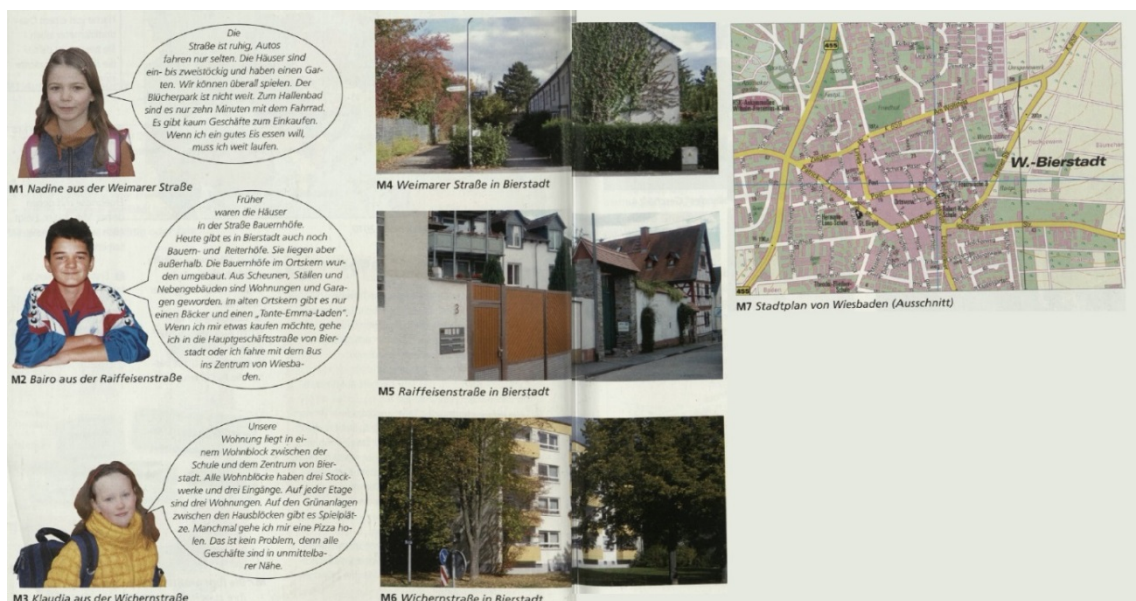 Die
Straße ist ruhig, Autos
fahren nur selten. Die Häuser sind
ein- bis zweistöckig und haben einen Gar-
ten. Wir können überall spielen. Der
Blücherpark ist nicht weit. Zum Hallenbad
sind es nur zehn Minuten mit dem Fahrrad.
Es gibt kaum Geschäfte zum Einkaufen.
Wenn ich ein gutes Eis essen will,
muss ich weit laufen.
M1 Nadine aus der Weimarer Straße
Früher
waren die Häuser
in der Straße Bauernhöfe.
Heute gibt es in Bierstadt auch noch
Bauern- und Reiterhöfe. Sie liegen aber
außerhalb. Die Bauernhöfe im Ortskern wur-
den umgebaut. Aus Scheunen, Ställen und
Nebengebäuden sind Wohnungen und Gara-
gen geworden. Im alten Ortskern gibt es nur
einen Bäcker und einen „Tante-Emma-Laden".
Wenn ich mir etwas kaufen möchte, gehe
ich in die Hauptgeschäftsstraße von Bier-
stadt oder ich fahre mit dem Bus
ins Zentrum von Wiesba-
den.
M2 Bairo aus der Raiffeisenstraße
Unsere
Wohnung liegt in ei-
nem Wohnblock zwischen der
Schule und dem Zentrum von Bier-
stadt. Alle Wohnblöcke haben drei Stock-
werke und drei Eingänge. Auf jeder Etage
sind drei Wohnungen. Auf den Grünanlagen
zwischen den Hausblöcken gibt es Spielplät-
ze. Manchmal gehe ich mir eine Pizza ho-
len. Das ist kein Problem, denn alle
Geschäfte sind in unmittelba-
rer Nähe.
M3 Klaudia aus der Wichernstraße
M4 Weimarer Straße in Bierstadt
M5 Raiffeisenstraße in Bierstadt
M6 Wichernstraße in Bierstadt
455
W.-Bierstadt
455
M7 Stadtplan von Wiesbaden (Ausschnitt)